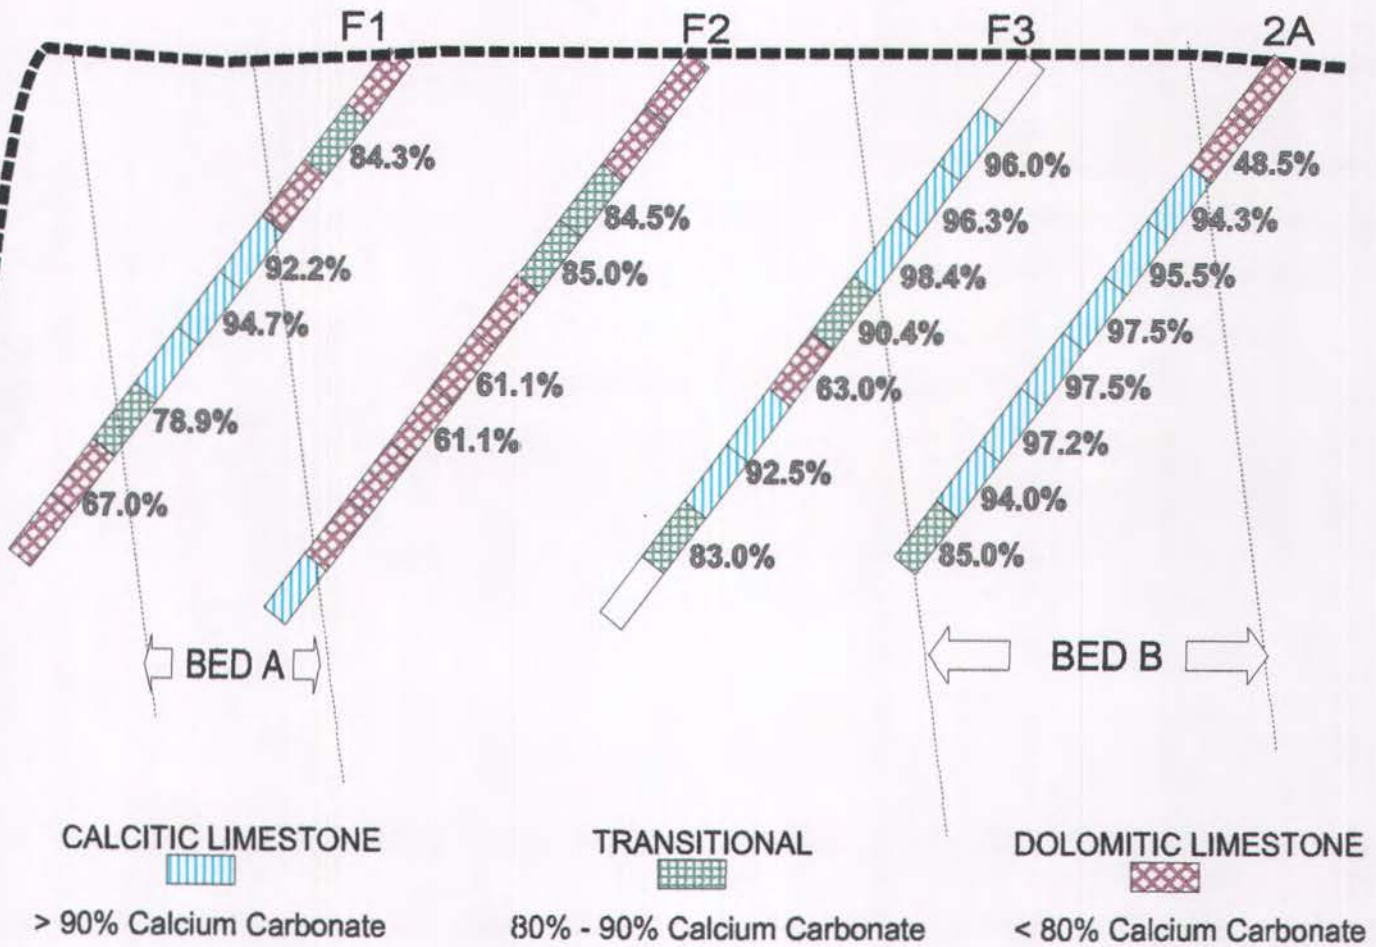 F1 F2 F3 2A
84.3% 96.0% 48.5%
84.5% 96.3% 94.3%
92.2% 85.0% 98.4% 95.5%
94.7% 90.4% 97.5%
61.1% 63.0% 97.5%
78.9% 61.1% 97.2%
92.5% 94.0%
67.0% 83.0% 85.0%
BED A BED B
CALCITIC LIMESTONE TRANSITIONAL DOLOMITIC LIMESTONE
> 90% Calcium Carbonate 80% - 90% Calcium Carbonate < 80% Calcium Carbonate